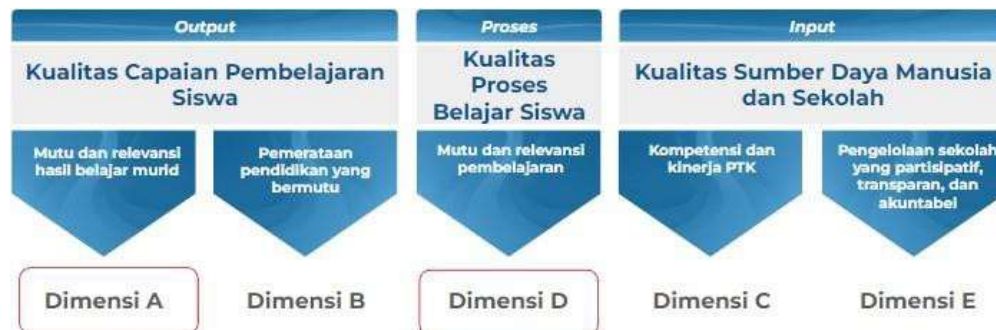 Output
Kualitas Capaian Pembelajaran
Siswa
Mutu dan relevansi
hasil belajar murid
Pemerataan
pendidikan yang
bermutu
Proses
Kualitas
Proses
Belajar Siswa
Mutu dan relevansi
pembelajaran
Input
Kualitas Sumber Daya Manusia
dan Sekolah
Kompetensi dan
kinerja PTK
Pengelolaan sekolah
yang partisipatif,
transparan, dan
akuntabel
Dimensi A
Dimensi B
Dimensi D
Dimensi C
Dimensi E